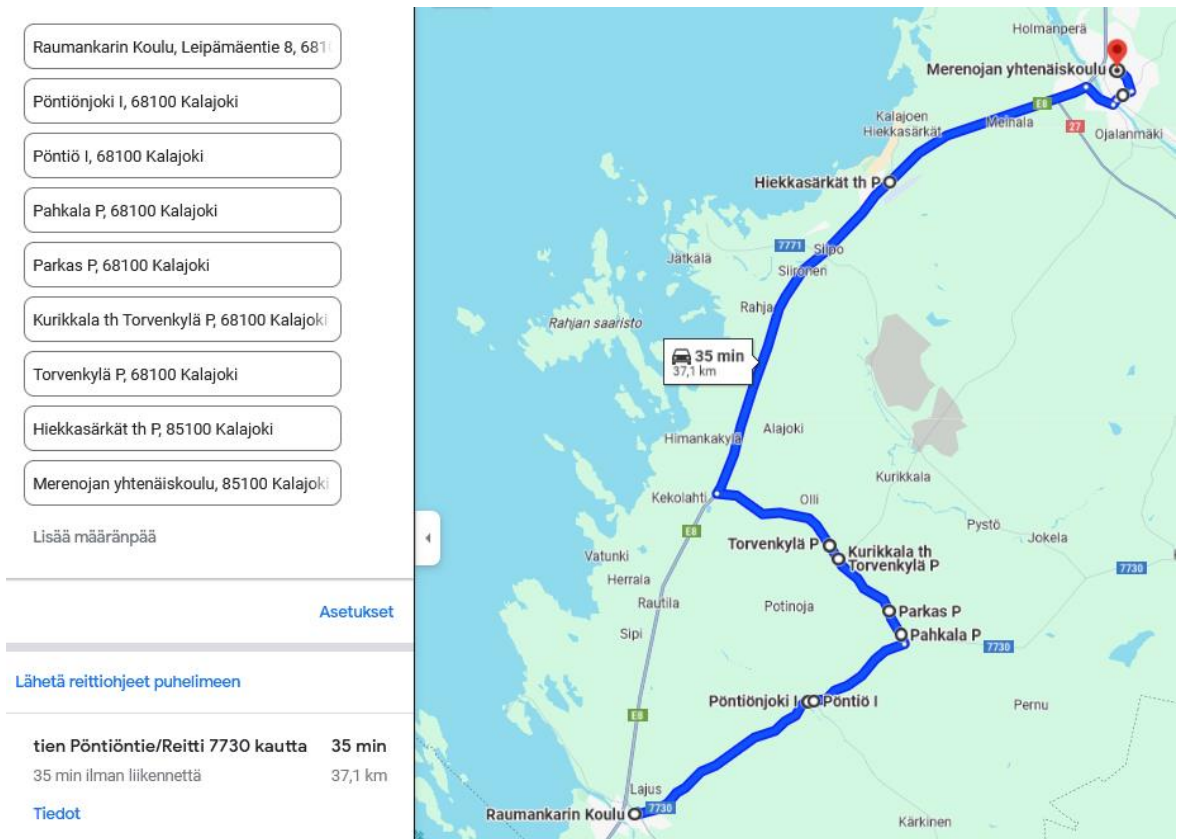 Raumankarin Koulu, Leipämäentie 8, 681
Pöntiönjoki I, 68100 Kalajoki
Pöntiö I, 68100 Kalajoki
Pahkala P, 68100 Kalajoki
Parkas P, 68100 Kalajoki
Kurikkala th Torvenkylä P, 68100 Kalajoki
Torvenkylä P, 68100 Kalajoki
Hiekkasärkät th P, 85100 Kalajoki
Merenojan yhtenäiskoulu, 85100 Kalajoki
Lisää määränpää
Asetukset
Lähetä reittiohjeet puhelimeen
tien Pöntiöntie/Reitti 7730 kautta 35 min
35 min ilman liikennettä 37,1 km
Tiedot
Holmanperä
Merenojan yhtenäiskoulu
E8
Kalajoen
Hiekkasärkät
Meinala
27
Ojalanmäki
Hiekkasärkät th P
7771
Silpo
Jätkälä
Siironen
Rahja
Rahjan saaristo
35 min
37,1 km
Himankakylä
Alajoki
Kurikkala
Kekolahti
Olli
Pystö
Jokela
E8
Torvenkylä P
Kurikkala th
Torvenkylä P
Vatunki
7730
Herrala
Rautila
Potinoja
Parkas P
Sipi
Pahkala P
7730
Pöntiönjoki I
Pöntiö I
Pernu
E8
Lajus
7730
Raumankarin Koulu
Kärkinen